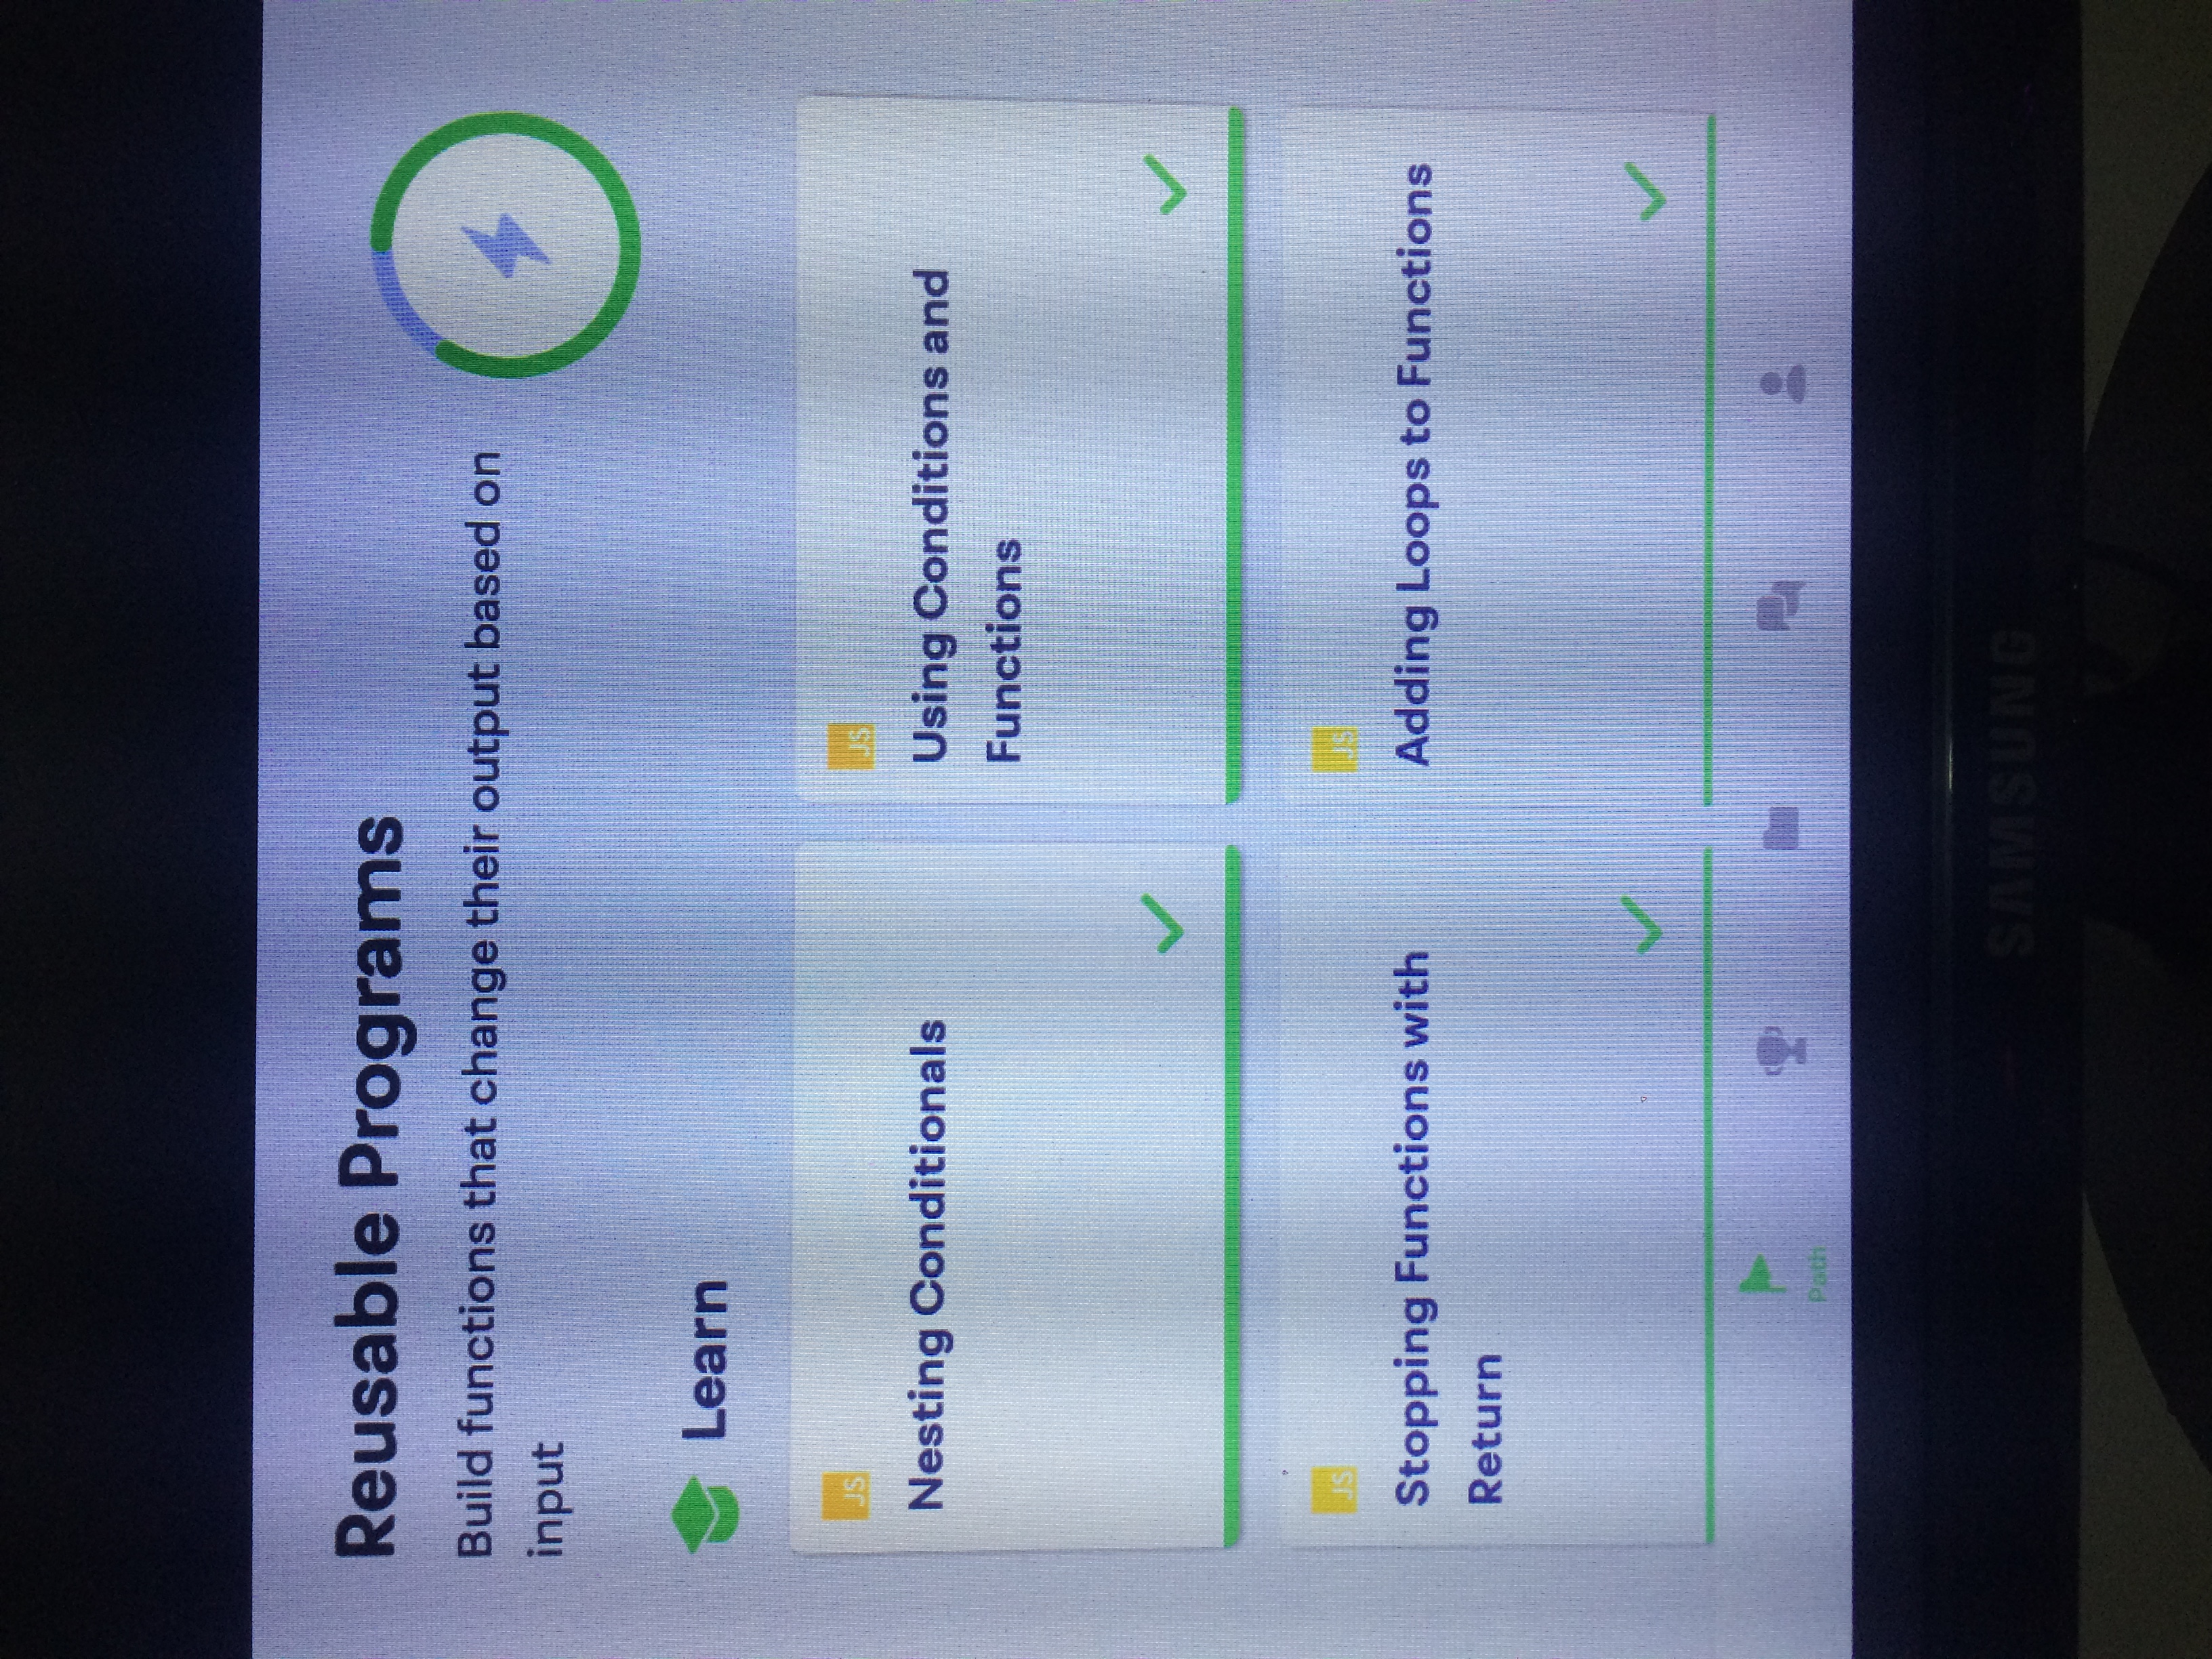 Reusable Programs
Build functions that change their output based on
input
Learn
JS
Nesting Conditionals
JS
Using Conditions and
Functions
JS
Stopping Functions with
Return
JS
Adding Loops to Functions
Path
SAMSUNG